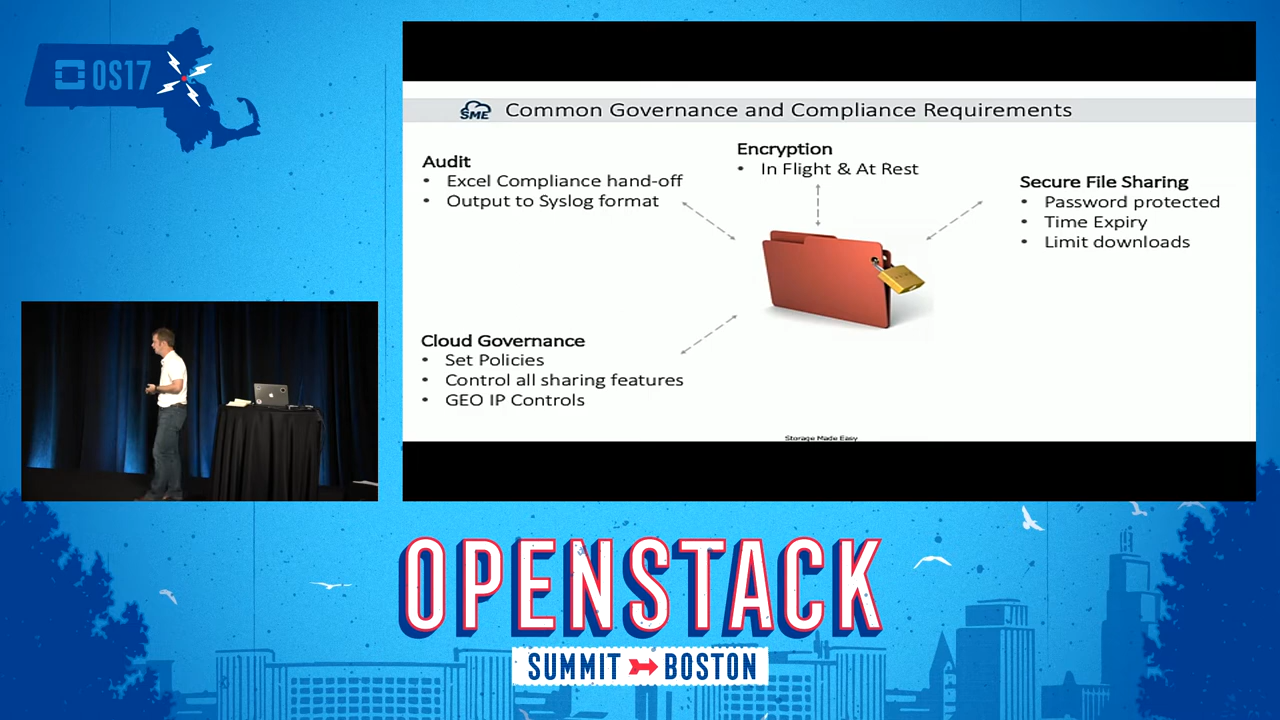 OS17
SME
Common Governance and Compliance Requirements
Audit
• Excel Compliance hand-off
• Output to Syslog format
Encryption
• In Flight & At Rest
Secure File Sharing
• Password protected
• Time Expiry
• Limit downloads
Cloud Governance
• Set Policies
• Control all sharing features
• GEO IP Controls
Storage Made Easy
OPENSTACK
SUMMIT BOSTON